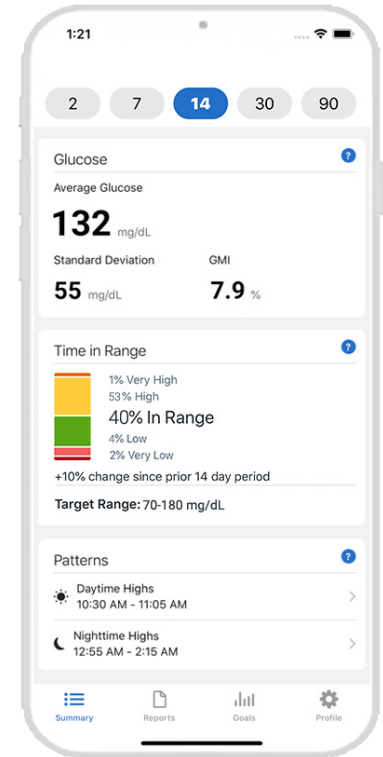 1:21
2 7 14 30 90
Glucose ?
Average Glucose
132 mg/dL
Standard Deviation GMI
55 mg/dL 7.9 %
Time in Range ?
1% Very High
53% High
40% In Range
4% Low
2% Very Low
+10% change since prior 14 day period
Target Range: 70-180 mg/dL
Patterns ?
Daytime Highs
10:30 AM - 11:05 AM
Nighttime Highs
12:55 AM - 2:15 AM
Summary Reports Goals Profile